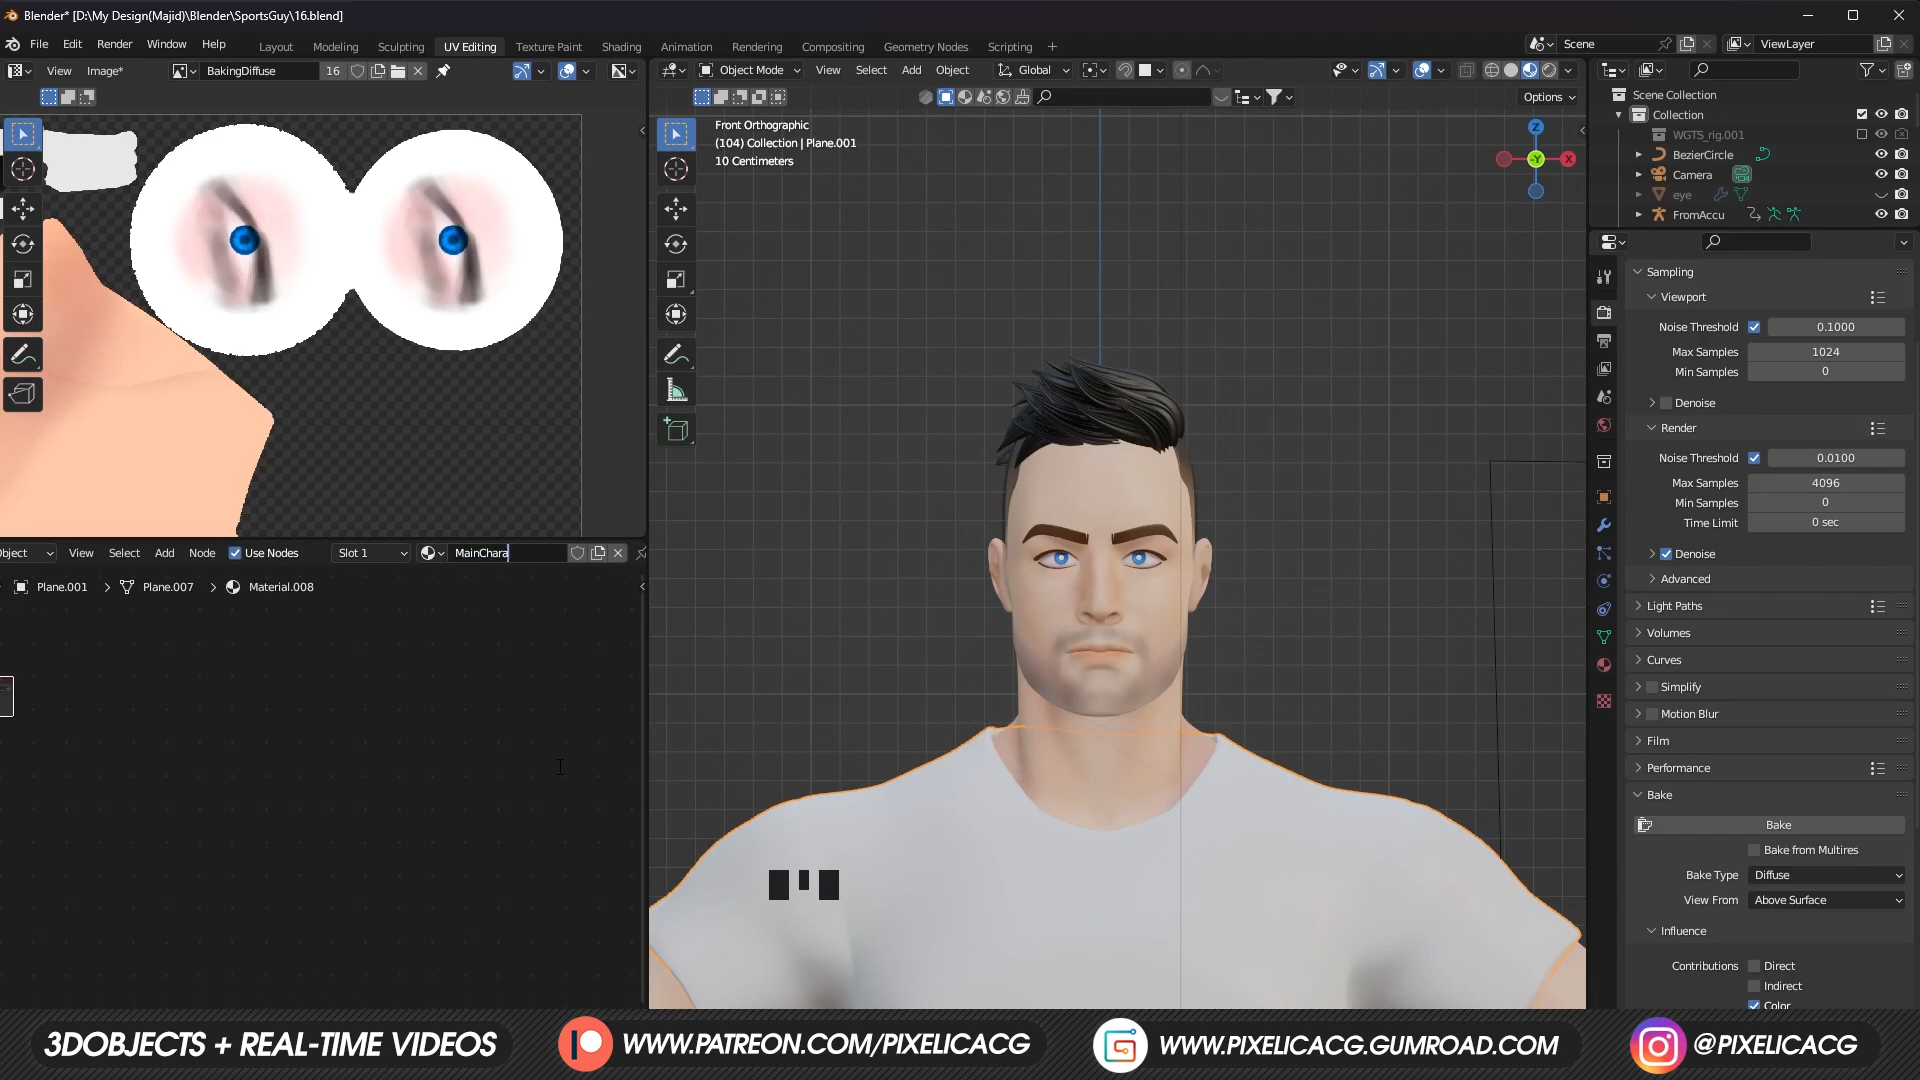 Blender* [D:\My Design(Majid)\Blender\SportsGuy\16.blend]
File Edit Render Window Help
Layout Modeling Sculpting UV Editing Texture Paint Shading Animation Rendering Compositing Geometry Nodes Scripting +
Scene ViewLayer
View Image* BakingDiffuse 16
Object Mode View Select Add Object Global
Options
Front Orthographic
(104) Collection | Plane.001
10 Centimeters
Z
-Y
X
Scene Collection
Collection
WGTS_rig.001
BezierCircle
Camera
eye
FromAccu
Sampling
Viewport
Noise Threshold 0.1000
Max Samples 1024
Min Samples 0
Denoise
Render
Noise Threshold 0.0100
Max Samples 4096
Min Samples 0
Time Limit 0 sec
Denoise
Advanced
Light Paths
Volumes
Curves
Simplify
Motion Blur
Film
Performance
Bake
Bake
Bake from Multires
Bake Type Diffuse
View From Above Surface
Influence
Contributions Direct
Indirect
Color
bject View Select Add Node Use Nodes Slot 1 MainChara
Plane.001 > Plane.007 > Material.008
3DOBJECTS + REAL-TIME VIDEOS
WWW.PATREON.COM/PIXELICACG
WWW.PIXELICACG.GUMROAD.COM
@PIXELICACG